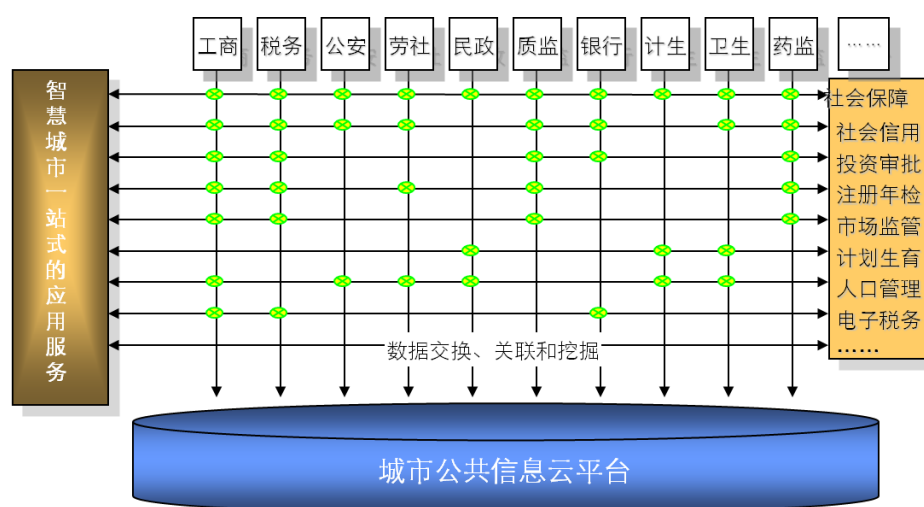 工商 税务 公安 劳社 民政 质监 银行 计生 卫生 药监 ……
智慧城市一站式的应用服务
社会保障
社会信用
投资审批
注册年检
市场监管
计划生育
人口管理
电子税务
……
数据交换、关联和挖掘
城市公共信息云平台